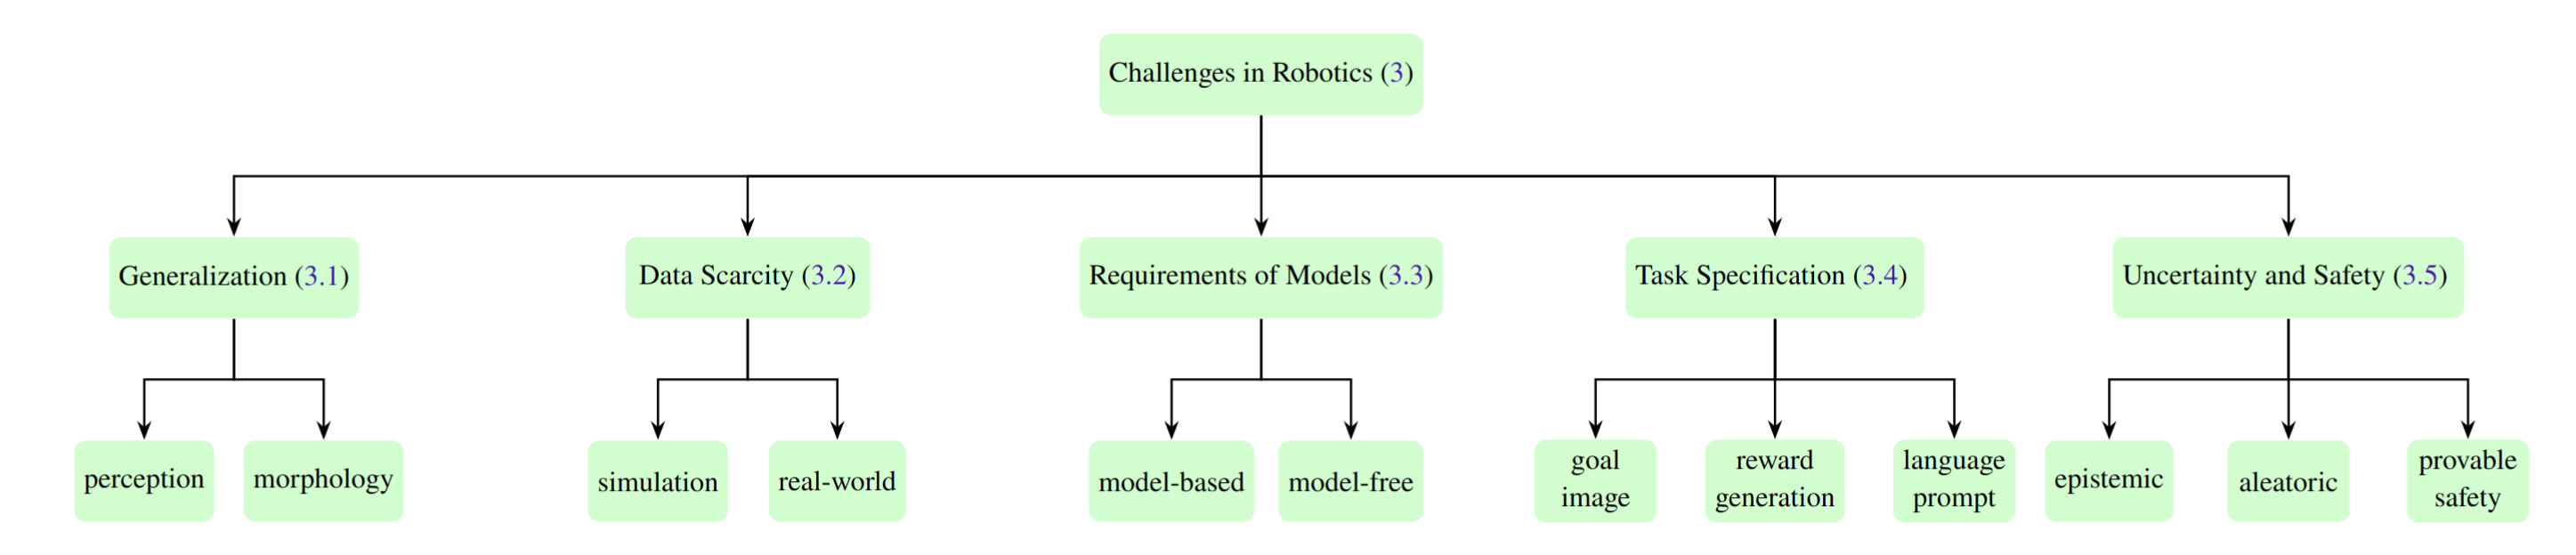 Challenges in Robotics (3)
Generalization (3.1)
Data Scarcity (3.2)
Requirements of Models (3.3)
Task Specification (3.4)
Uncertainty and Safety (3.5)
perception
morphology
simulation
real-world
model-based
model-free
goal
image
reward
generation
language
prompt
epistemic
aleatoric
provable
safety